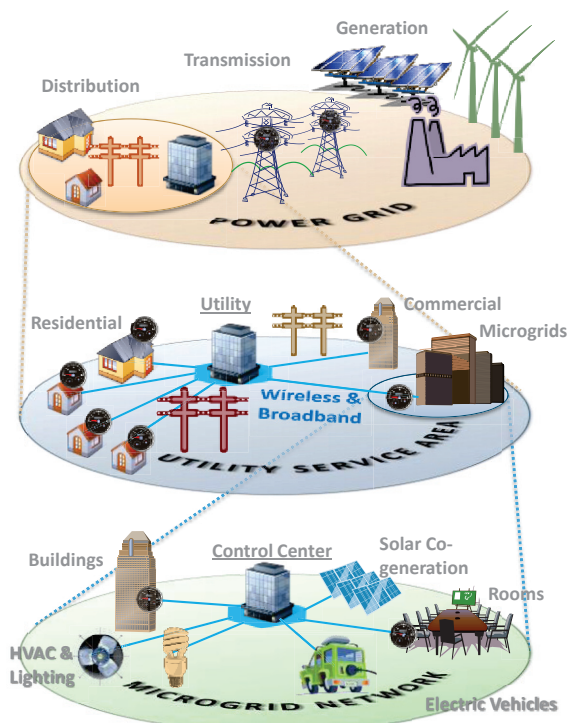 Generation
Transmission
Distribution
POWER GRID
Utility
Commercial
Residential
Microgrids
Wireless &
Broadband
UTILITY SERVICE AREA
Solar Co-
generation
Control Center
Buildings
Rooms
HVAC &
Lighting
MICROGRID NETWORK
Electric Vehicles